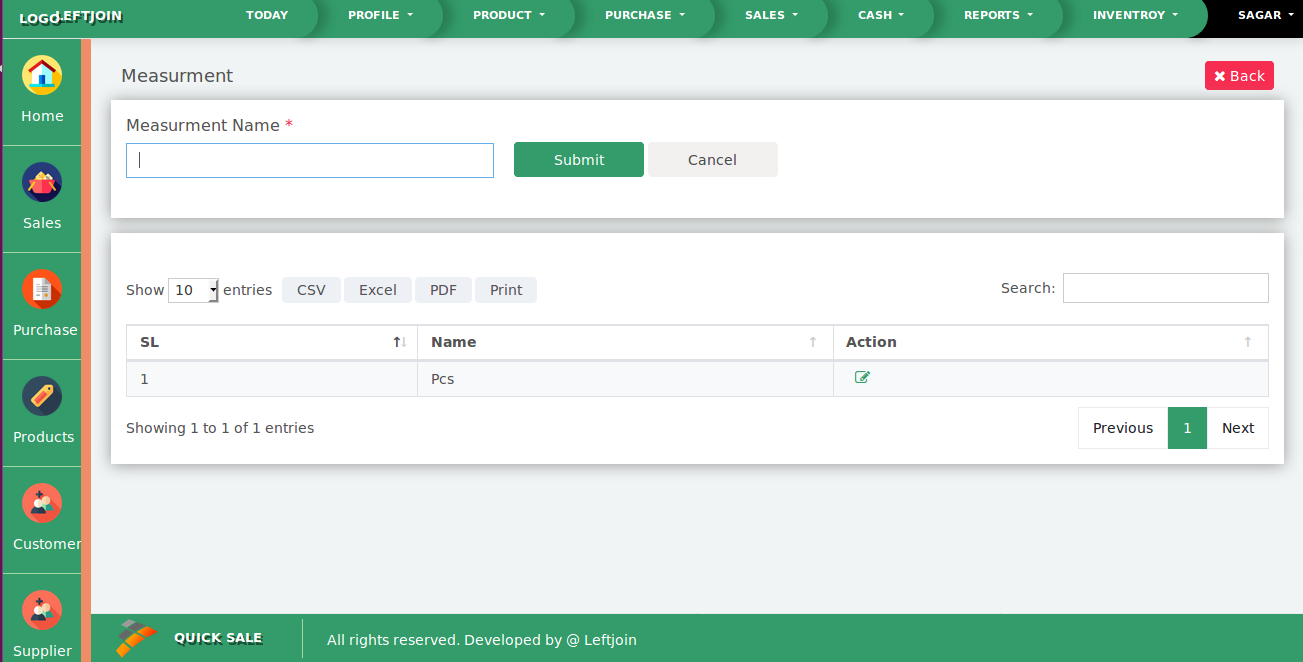 LOGO LEFTJOIN TODAY PROFILE PRODUCT PURCHASE SALES CASH REPORTS INVENTROY SAGAR
Home
Sales
Purchase
Products
Customer
Supplier
Measurment Back
Measurment Name *
Submit Cancel
Show 10 entries CSV Excel PDF Print Search:
SL Name Action
1 Pcs
Showing 1 to 1 of 1 entries Previous 1 Next
QUICK SALE All rights reserved. Developed by @ Leftjoin